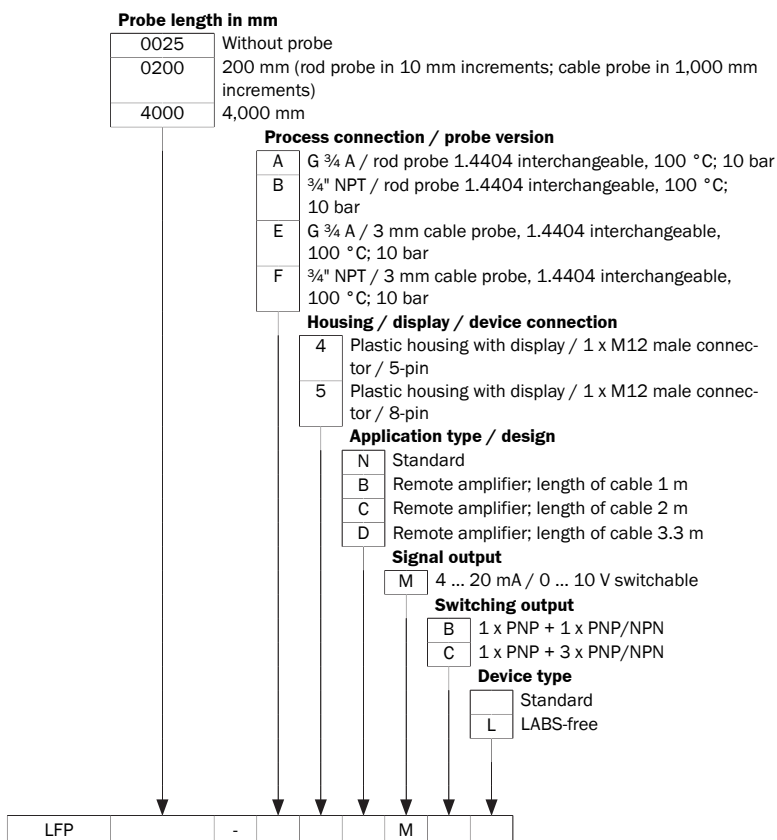 Probe length in mm
0025 Without probe
0200 200 mm (rod probe in 10 mm increments; cable probe in 1,000 mm
increments)
4000 4,000 mm
Process connection / probe version
A G ¾ A / rod probe 1.4404 interchangeable, 100 °C; 10 bar
B ¾" NPT / rod probe 1.4404 interchangeable, 100 °C;
10 bar
E G ¾ A / 3 mm cable probe, 1.4404 interchangeable,
100 °C; 10 bar
F ¾" NPT / 3 mm cable probe, 1.4404 interchangeable,
100 °C; 10 bar
Housing / display / device connection
4 Plastic housing with display / 1 x M12 male connec-
tor / 5-pin
5 Plastic housing with display / 1 x M12 male connec-
tor / 8-pin
Application type / design
N Standard
B Remote amplifier; length of cable 1 m
C Remote amplifier; length of cable 2 m
D Remote amplifier; length of cable 3.3 m
Signal output
M 4 ... 20 mA / 0 ... 10 V switchable
Switching output
B 1 x PNP + 1 x PNP/NPN
C 1 x PNP + 3 x PNP/NPN
Device type
Standard
L LABS-free
LFP - M